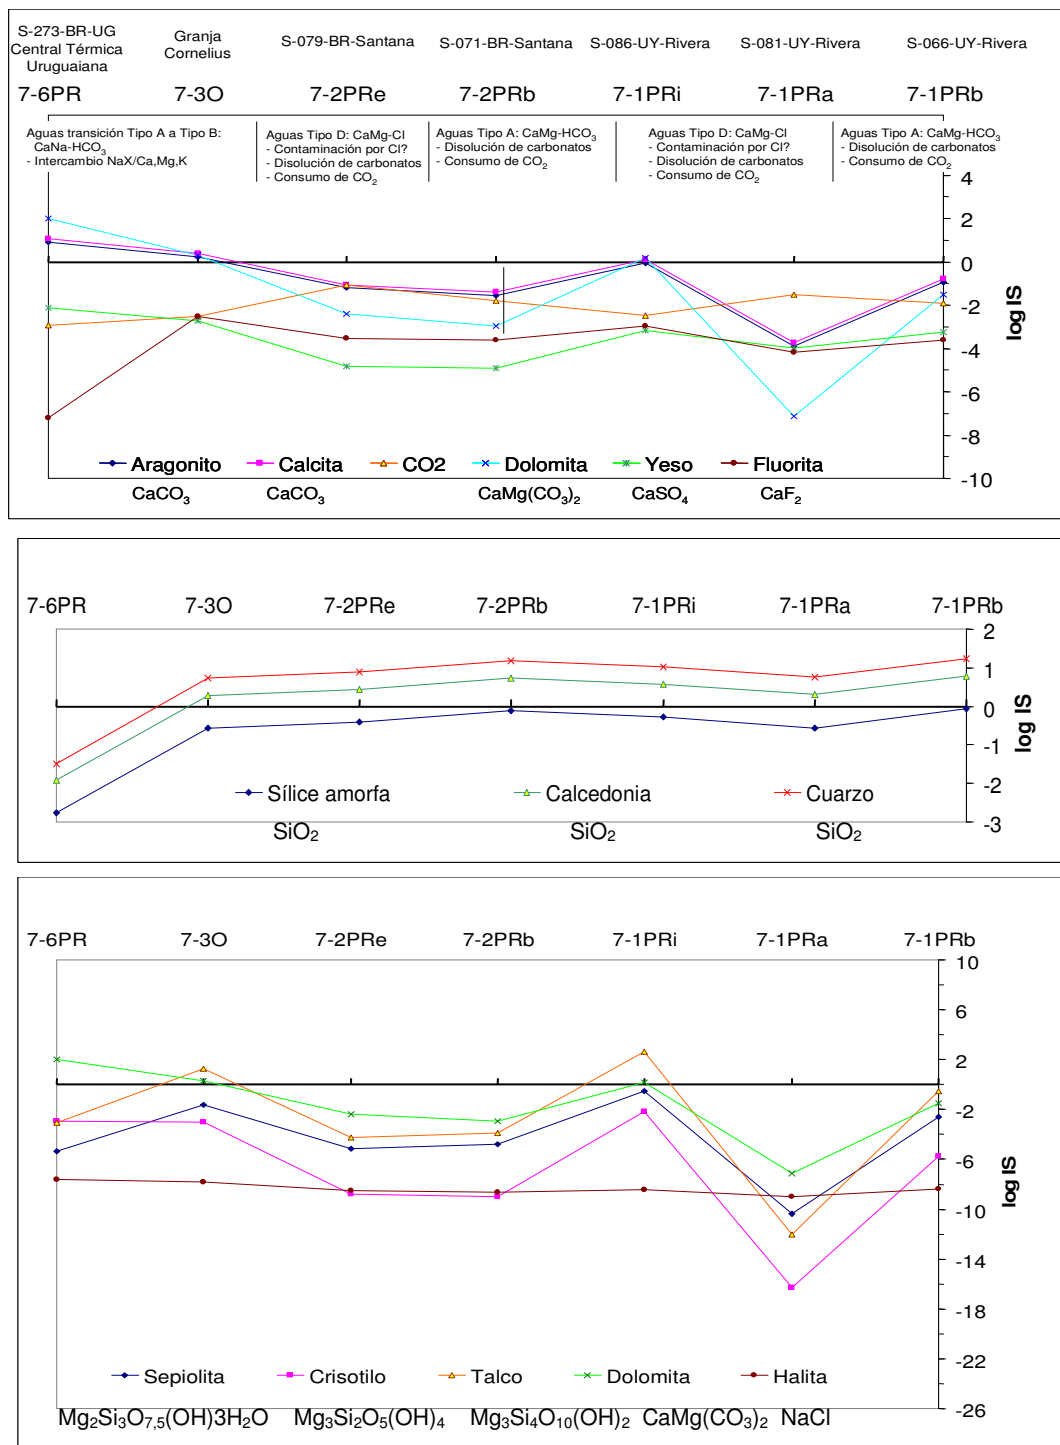 S-273-BR-UG
Central Térmica
Uruguaiana
Granja
Cornelius
S-079-BR-Santana
S-071-BR-Santana
S-086-UY-Rivera
S-081-UY-Rivera
S-066-UY-Rivera
7-6PR 7-3O 7-2PRe 7-2PRb 7-1PRi 7-1PRa 7-1PRb
Aguas transición Tipo A a Tipo B:
CaNa-HCO₃
- Intercambio NaX/Ca,Mg,K
Aguas Tipo D: CaMg-Cl
- Contaminación por Cl?
- Disolución de carbonatos
- Consumo de CO₂
Aguas Tipo A: CaMg-HCO₃
- Disolución de carbonatos
- Consumo de CO₂
Aguas Tipo D: CaMg-Cl
- Contaminación por Cl?
- Disolución de carbonatos
- Consumo de CO₂
Aguas Tipo A: CaMg-HCO₃
- Disolución de carbonatos
- Consumo de CO₂
4
2
0
-2
-4
-6
-8
-10
log IS
Aragonito Calcita CO2 Dolomita Yeso Fluorita
CaCO₃ CaCO₃ CaMg(CO₃)₂ CaSO₄ CaF₂
7-6PR 7-3O 7-2PRe 7-2PRb 7-1PRi 7-1PRa 7-1PRb
2
1
0
-1
-2
-3
log IS
Sílice amorfa Calcedonia Cuarzo
SiO₂ SiO₂ SiO₂
7-6PR 7-3O 7-2PRe 7-2PRb 7-1PRi 7-1PRa 7-1PRb
10
6
2
-2
-6
-10
-14
-18
-22
-26
log IS
Sepiolita Crisotilo Talco Dolomita Halita
Mg₂Si₃O₇,₅(OH)3H₂O Mg₃Si₂O₅(OH)₄ Mg₃Si₄O₁₀(OH)₂ CaMg(CO₃)₂ NaCl